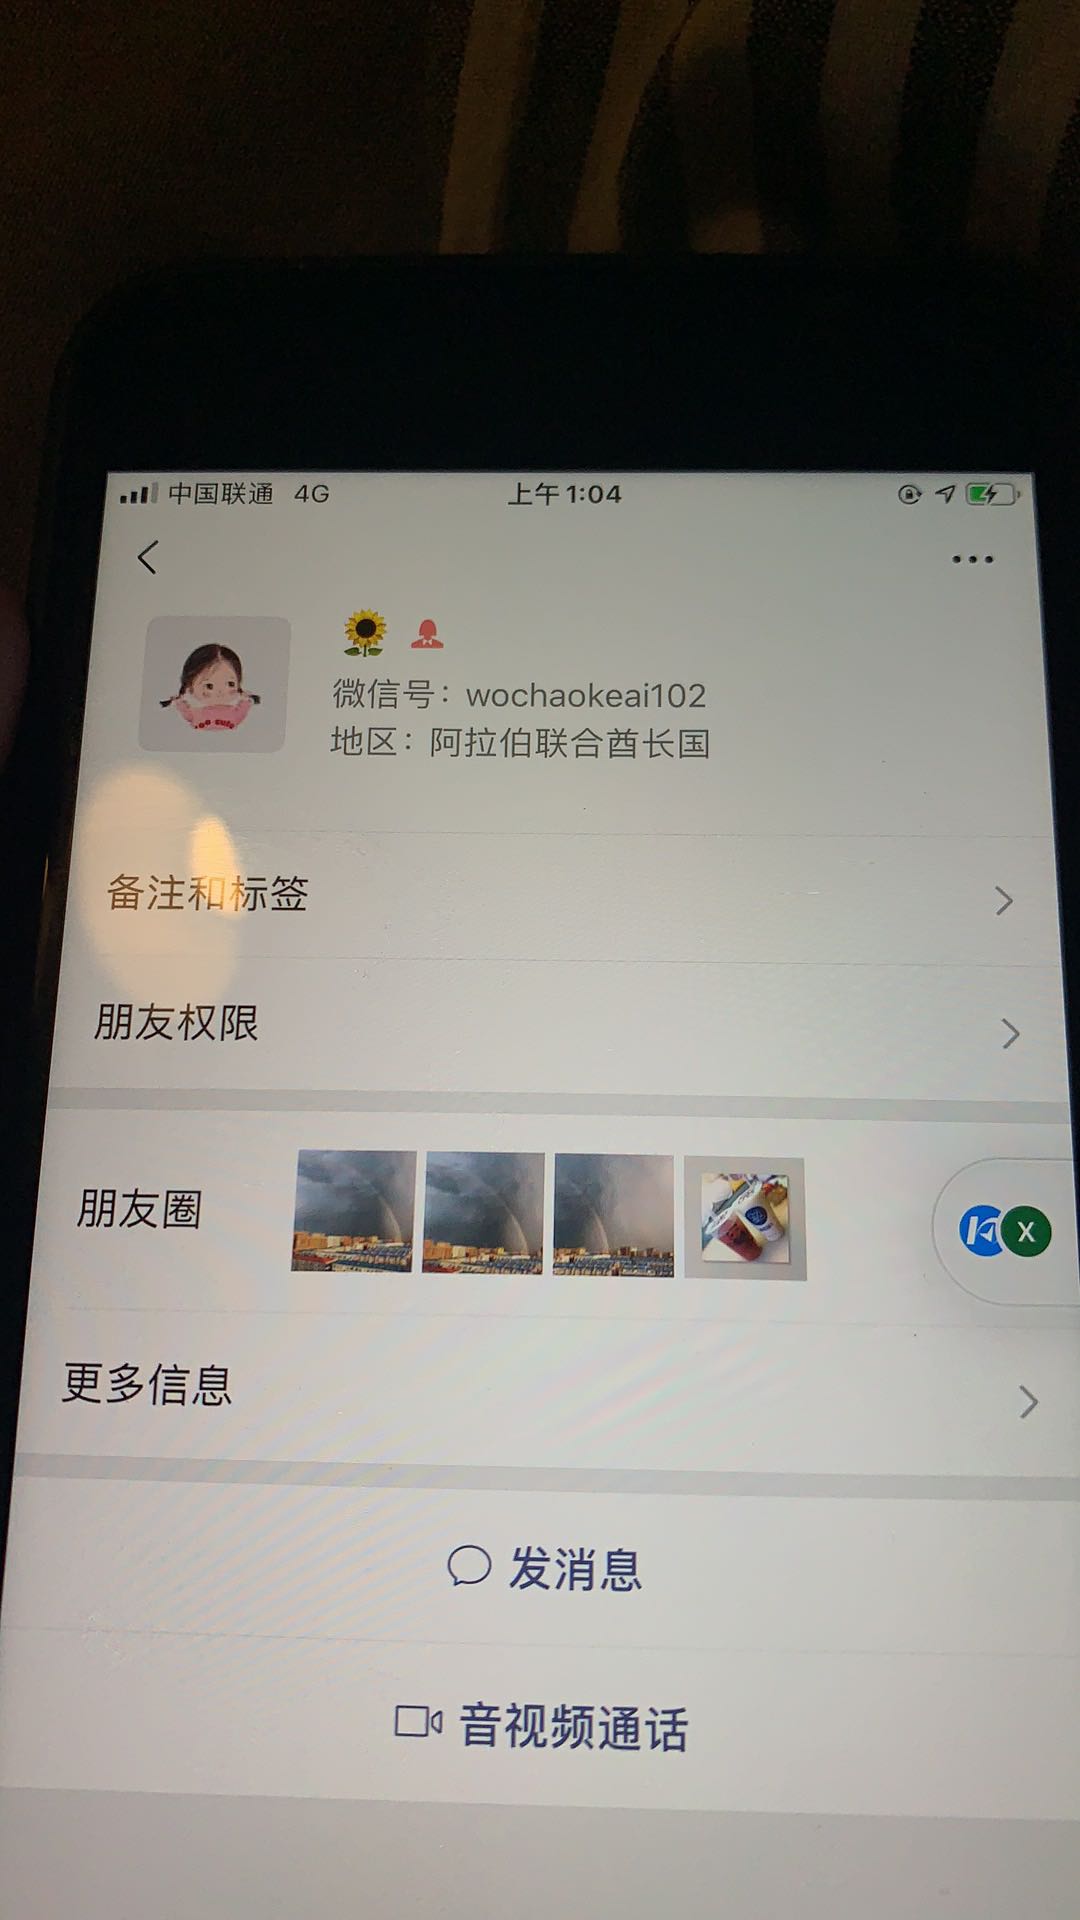 中国联通 4G 上午1:04
微信号：wochaokeai102
地区：阿拉伯联合酋长国
备注和标签
朋友权限
朋友圈
X
更多信息
发消息
音视频通话